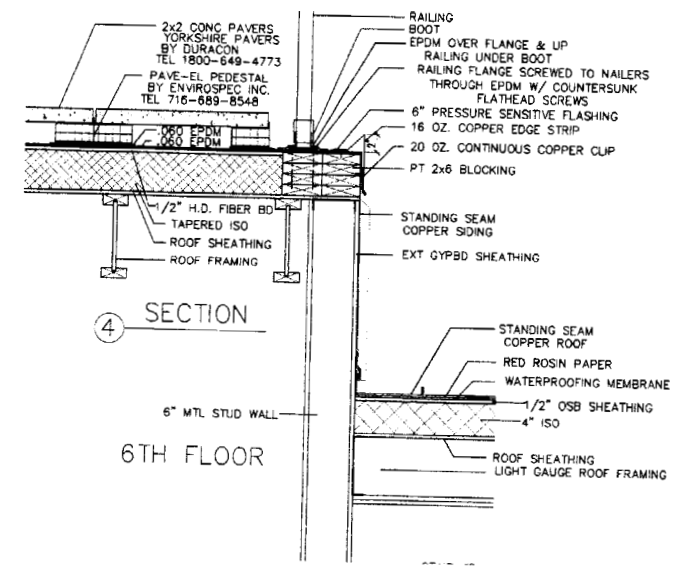 2x2 CONC PAVERS
YORKSHIRE PAVERS
BY DURACON
TEL 1800-649-4773
PAVE-EL PEDESTAL
BY ENVIROSPEC INC.
TEL 716-689-8548
.060 EPDM
.060 EPDM
RAILING
BOOT
EPDM OVER FLANGE & UP
RAILING UNDER BOOT
RAILING FLANGE SCREWED TO NAILERS
THROUGH EPDM W/ COUNTERSUNK
FLATHEAD SCREWS
6" PRESSURE SENSITIVE FLASHING
16 OZ. COPPER EDGE STRIP
20 OZ. CONTINUOUS COPPER CLIP
PT 2x6 BLOCKING
1/2" H.D. FIBER BD
TAPERED ISO
ROOF SHEATHING
ROOF FRAMING
STANDING SEAM
COPPER SIDING
EXT GYPBD SHEATHING
4 SECTION
STANDING SEAM
COPPER ROOF
RED ROSIN PAPER
WATERPROOFING MEMBRANE
1/2" OSB SHEATHING
4" ISO
6" MTL STUD WALL
6TH FLOOR
ROOF SHEATHING
LIGHT GAUGE ROOF FRAMING